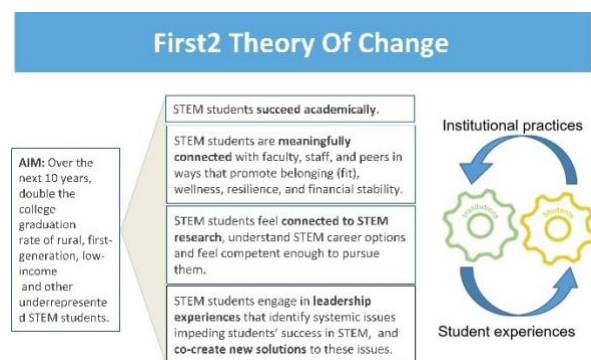 First2 Theory Of Change
AIM: Over the
next 10 years,
double the
college
graduation
rate of rural, first-
generation, low-
income
and other
underrepresente
d STEM students.
STEM students succeed academically.
STEM students are meaningfully
connected with faculty, staff, and peers in
ways that promote belonging (fit),
wellness, resilience, and financial stability.
STEM students feel connected to STEM
research, understand STEM career options
and feel competent enough to pursue
them.
STEM students engage in leadership
experiences that identify systemic issues
impeding students' success in STEM, and
co-create new solutions to these issues.
Institutional practices
Institutions
Students
Student experiences